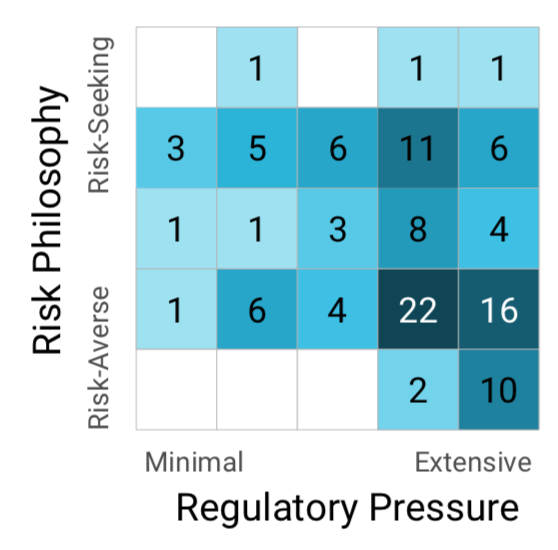 Risk Philosophy
Risk-Seeking
Risk-Averse
1 1 1
3 5 6 11 6
1 1 3 8 4
1 6 4 22 16
2 10
Minimal Extensive
Regulatory Pressure